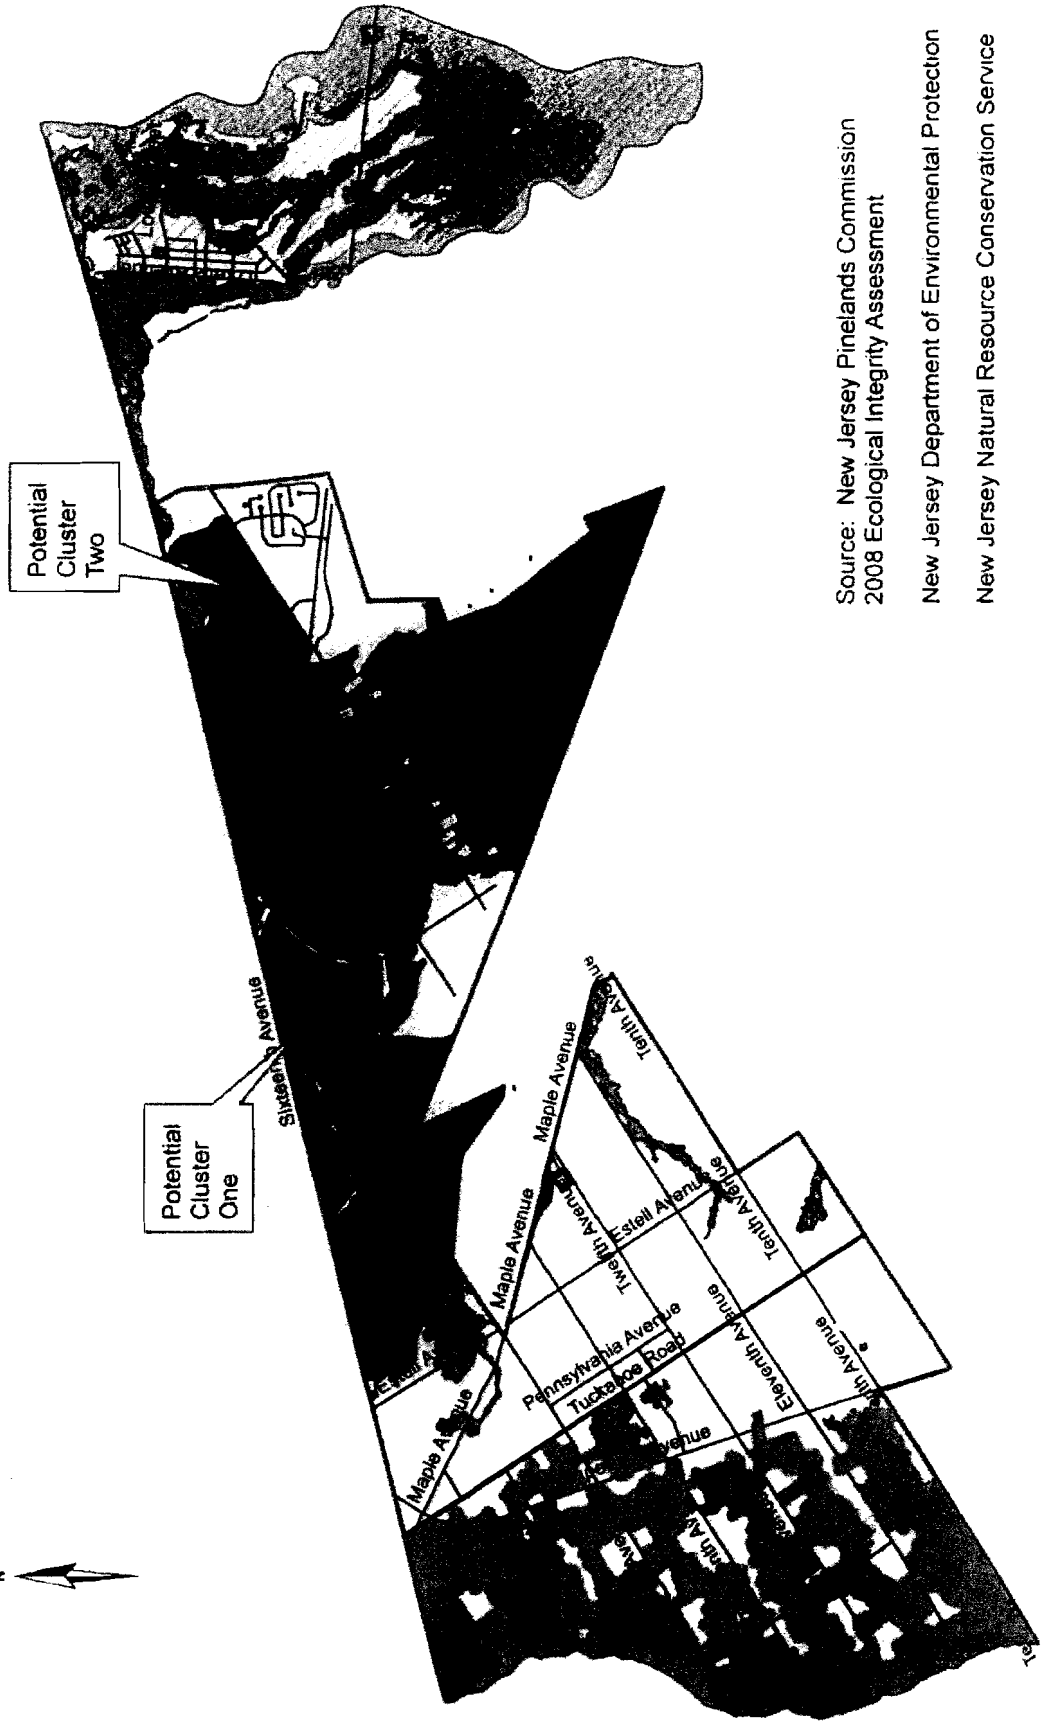 N
Potential
Cluster
Two
Potential
Cluster
One
Sixteenth Avenue
Maple Avenue
Maple Avenue
Maple Avenue
Tenth Avenue
Tenth Avenue
Estell Avenue
Twelfth Avenue
Pennsylvania Avenue
Tuckahoe Road
Eleventh Avenue
Source: New Jersey Pinelands Commission
2008 Ecological Integrity Assessment
New Jersey Department of Environmental Protection
New Jersey Natural Resource Conservation Service